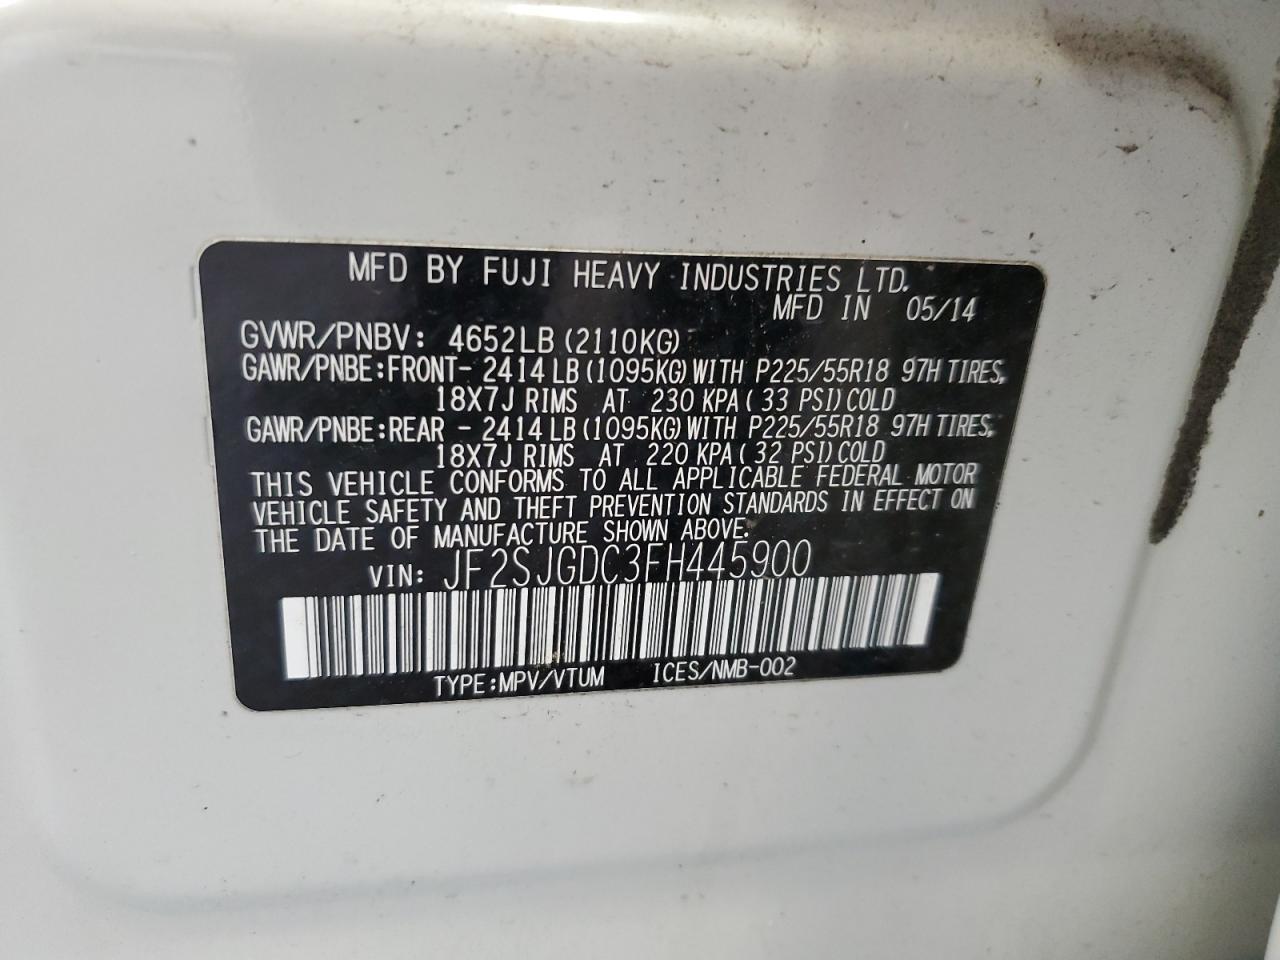 MFD BY FUJI HEAVY INDUSTRIES LTD.
MFD IN 05/14
GVWR/PNBV: 4652LB (2110KG)
GAWR/PNBE:FRONT- 2414LB (1095KG) WITH P225/55R18 97H TIRES,
18X7J RIMS AT 230 KPA ( 33 PSI) COLD
GAWR/PNBE:REAR - 2414LB (1095KG) WITH P225/55R18 97H TIRES,
18X7J RIMS AT 220 KPA ( 32 PSI) COLD
THIS VEHICLE CONFORMS TO ALL APPLICABLE FEDERAL MOTOR
VEHICLE SAFETY AND THEFT PREVENTION STANDARDS IN EFFECT ON
THE DATE OF MANUFACTURE SHOWN ABOVE.
VIN: JF2SJGDC3FH445900
TYPE:MPV/VTUM ICES/NMB-002